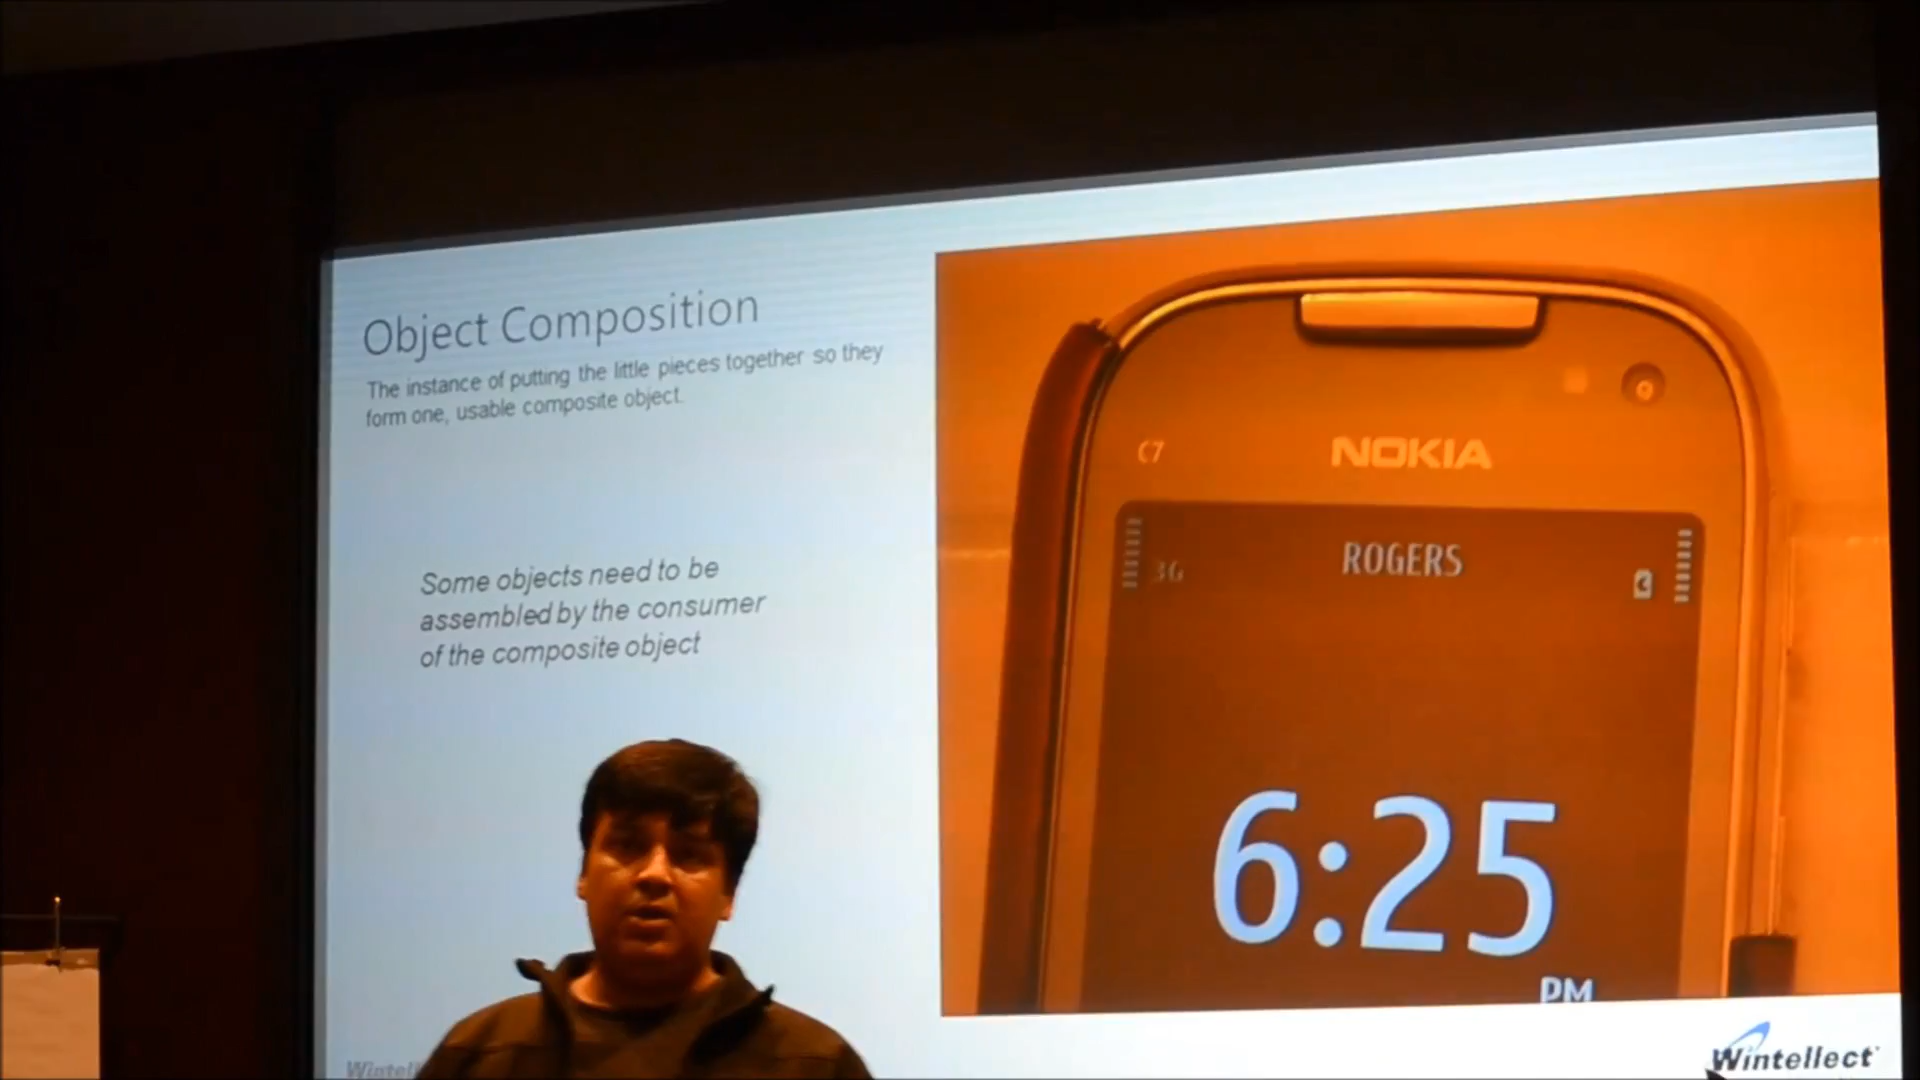 Object Composition
The instance of putting the little pieces together so they
form one, usable composite object.
Some objects need to be
assembled by the consumer
of the composite object
C7
NOKIA
3G
ROGERS
6:25
PM
Wintellect